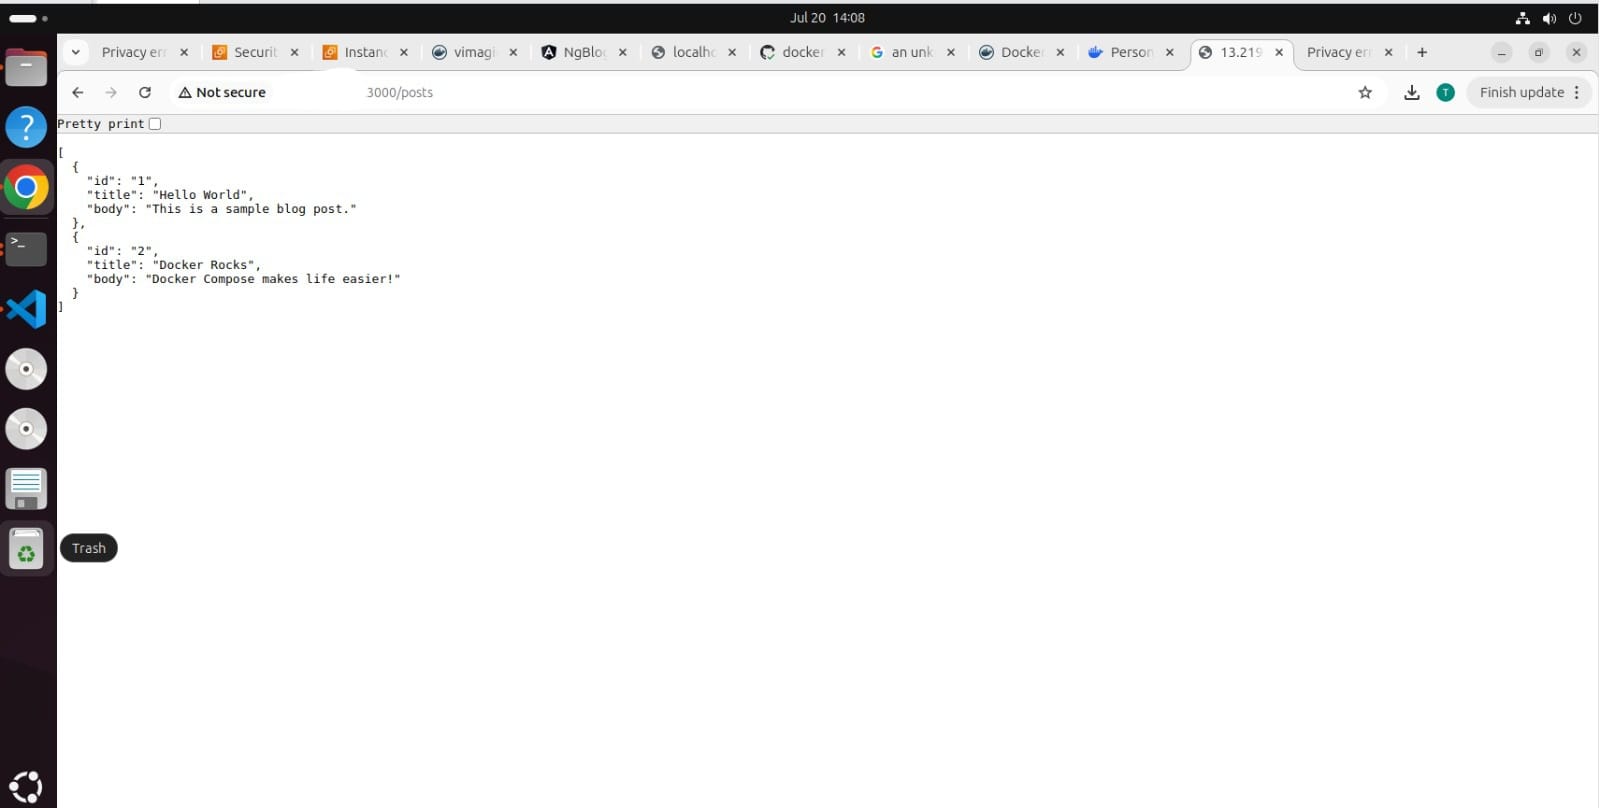 Jul 20 14:08
Privacy err
Securit
Instanc
vimagi
NgBlog
localho
docker
an unk
Docker
Person
13.219
Privacy err
Not secure
3000/posts
T
Finish update
Pretty print
[
{
"id": "1",
"title": "Hello World",
"body": "This is a sample blog post."
},
{
"id": "2",
"title": "Docker Rocks",
"body": "Docker Compose makes life easier!"
}
]
Trash